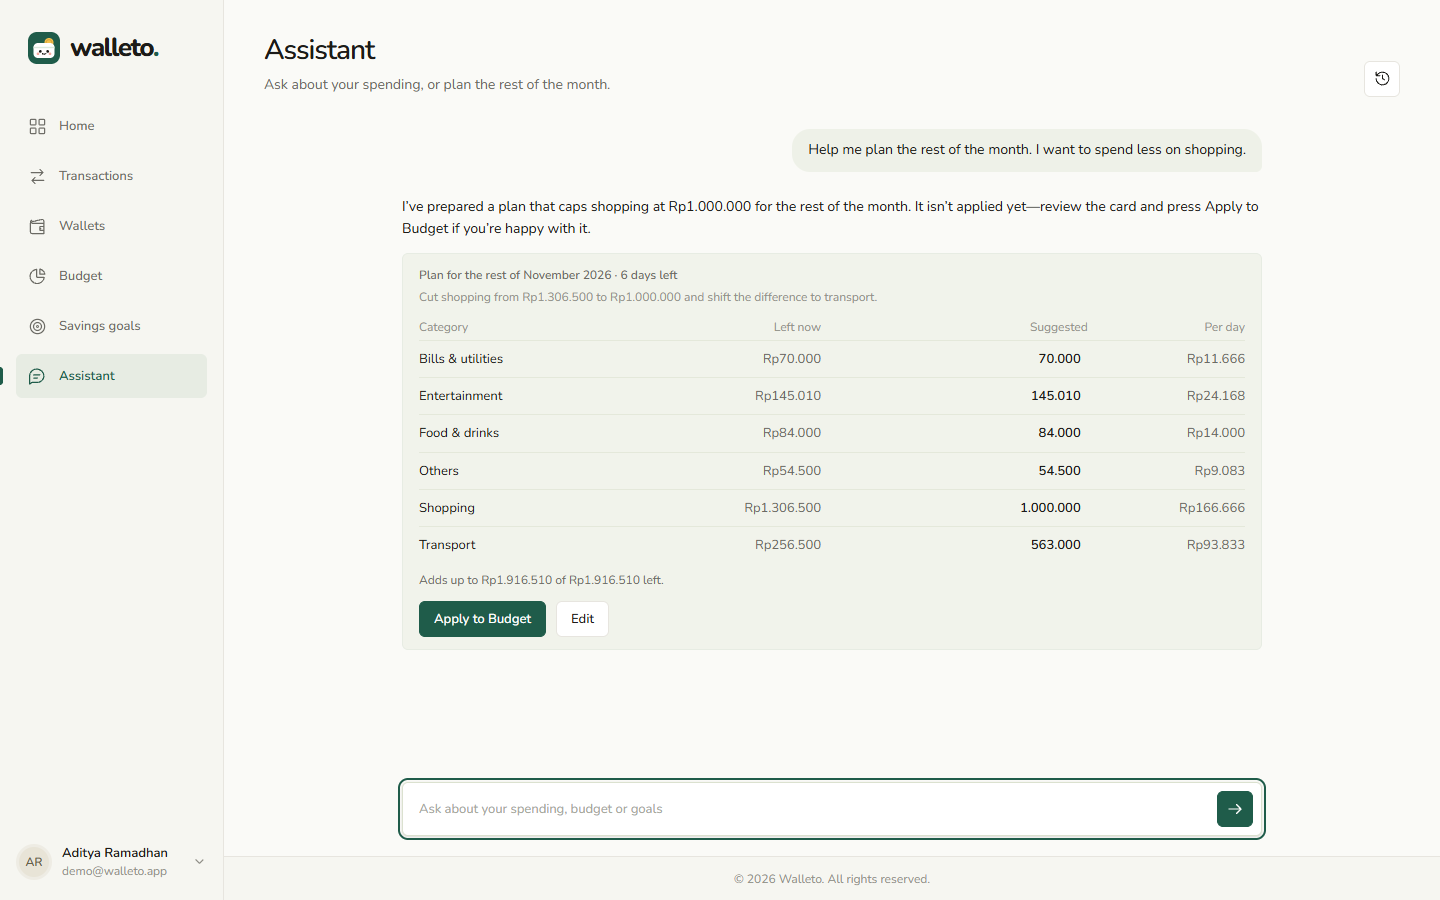 walleto.
Home
Transactions
Wallets
Budget
Savings goals
Assistant
AR
Aditya Ramadhan
demo@walleto.app
Assistant
Ask about your spending, or plan the rest of the month.
Help me plan the rest of the month. I want to spend less on shopping.
I’ve prepared a plan that caps shopping at Rp1.000.000 for the rest of the month. It isn’t applied yet—review the card and press Apply to
Budget if you’re happy with it.
Plan for the rest of November 2026 · 6 days left
Cut shopping from Rp1.306.500 to Rp1.000.000 and shift the difference to transport.
Category Left now Suggested Per day
Bills & utilities Rp70.000 70.000 Rp11.666
Entertainment Rp145.010 145.010 Rp24.168
Food & drinks Rp84.000 84.000 Rp14.000
Others Rp54.500 54.500 Rp9.083
Shopping Rp1.306.500 1.000.000 Rp166.666
Transport Rp256.500 563.000 Rp93.833
Adds up to Rp1.916.510 of Rp1.916.510 left.
Apply to Budget Edit
Ask about your spending, budget or goals
© 2026 Walleto. All rights reserved.